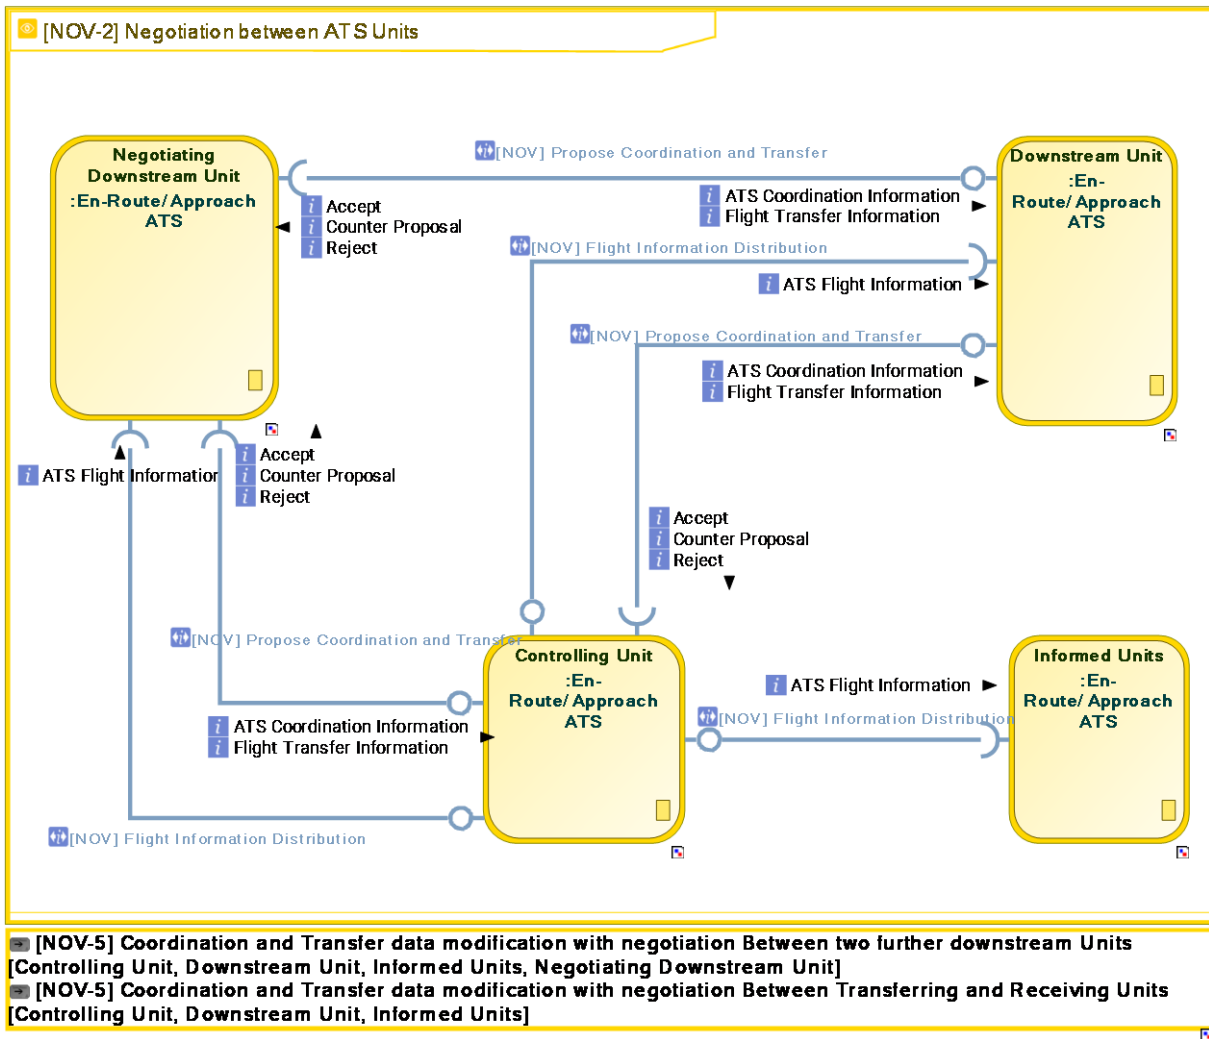 [NOV-2] Negotiation between ATS Units
[NOV] Propose Coordination and Transfer
Negotiating
Downstream Unit
:En-Route/Approach
ATS
Accept
Counter Proposal
Reject
Downstream Unit
:En-
Route/Approach
ATS
ATS Coordination Information
Flight Transfer Information
[NOV] Flight Information Distribution
ATS Flight Information
[NOV] Propose Coordination and Transfer
ATS Coordination Information
Flight Transfer Information
ATS Flight Information
Accept
Counter Proposal
Reject
Accept
Counter Proposal
Reject
[NOV] Propose Coordination and Transfer
Controlling Unit
:En-
Route/Approach
ATS
Informed Units
:En-
Route/Approach
ATS
ATS Flight Information
[NOV] Flight Information Distribution
ATS Coordination Information
Flight Transfer Information
[NOV] Flight Information Distribution
[NOV-5] Coordination and Transfer data modification with negotiation Between two further downstream Units
[Controlling Unit, Downstream Unit, Informed Units, Negotiating Downstream Unit]
[NOV-5] Coordination and Transfer data modification with negotiation Between Transferring and Receiving Units
[Controlling Unit, Downstream Unit, Informed Units]